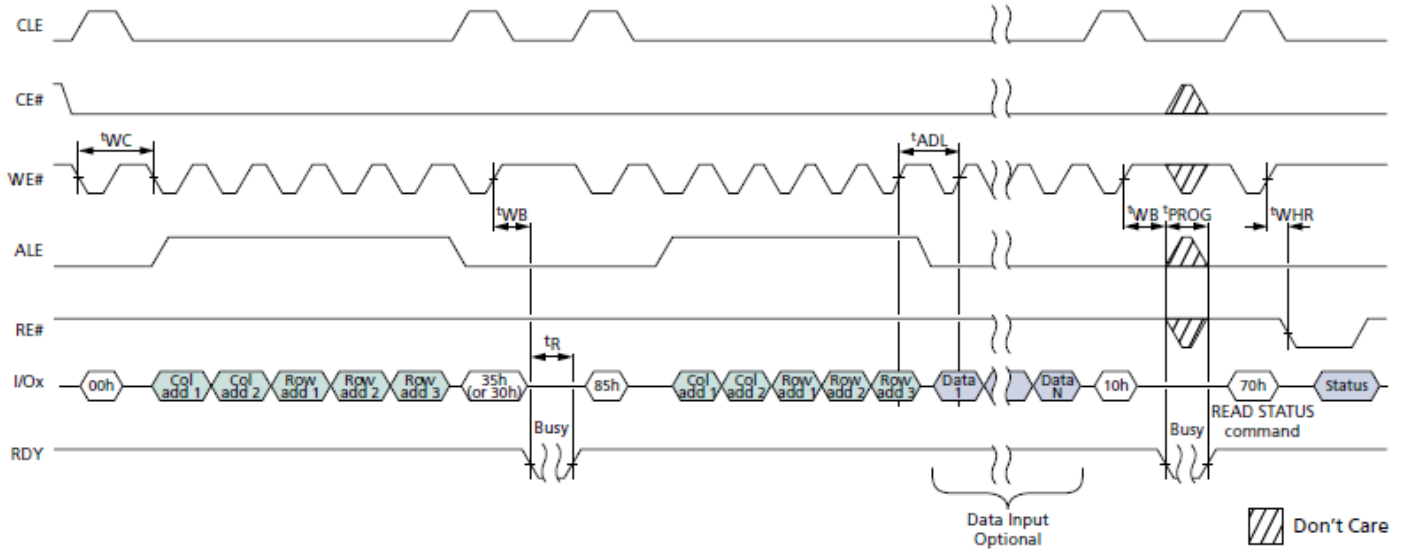 CLE
CE#
tWC
tADL
WE#
tWB
tWB tPROG
tWHR
ALE
RE#
tR
I/Ox
00h
Col add 1
Col add 2
Row add 1
Row add 2
Row add 3
35h (or 30h)
85h
Col add 1
Col add 2
Row add 1
Row add 2
Row add 3
Data 1
Data N
10h
70h
Status
READ STATUS
command
Busy
Busy
RDY
Data Input
Optional
Don't Care